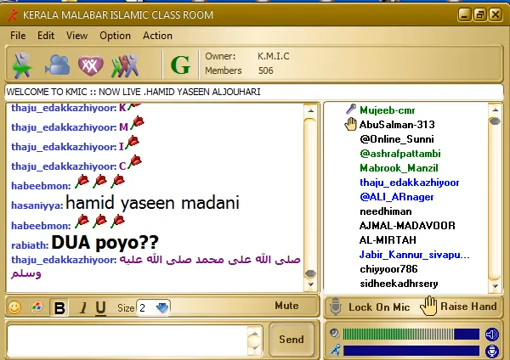 KERALA MALABAR ISLAMIC CLASS ROOM
File Edit View Option Action
G
Owner: K.M.I.C
Members 506
WELCOME TO KMIC :: NOW LIVE .HAMID YASEEN ALJOUHARI
thaju_edakkazhiyoor: K
thaju_edakkazhiyoor: M
thaju_edakkazhiyoor: I
thaju_edakkazhiyoor: C
habeebmon:
hasaniyya: hamid yaseen madani
habeebmon:
rabiath: DUA poyo??
thaju_edakkazhiyoor: صلى الله على محمد صلى الله عليه
وسلم
Mujeeb-cmr
AbuSalman-313
@Online_Sunni
@ashrafpattambi
Mabrook_Manzil
thaju_edakkazhiyoor
@ALI_ARnager
needhiman
AJMAL-MADAVOOR
AL-MIRTAH
Jabir_Kannur_sivapu...
chiyyoor786
sidheekadhrsery
B I U Size 2 Mute
Lock On Mic Raise Hand
Send